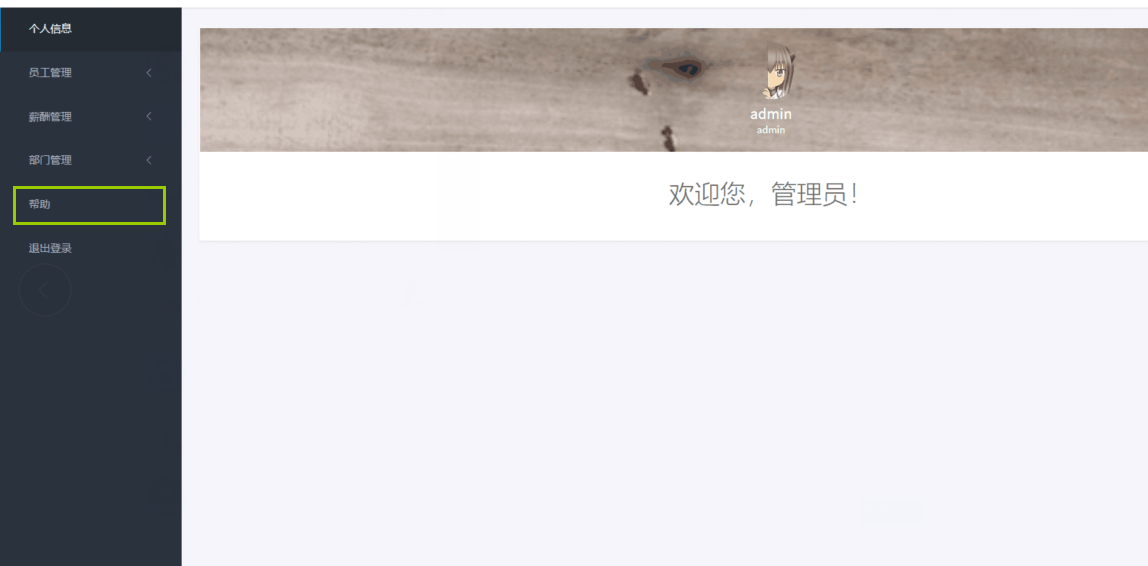 个人信息
员工管理
薪酬管理
部门管理
帮助
退出登录
admin
admin
欢迎您，管理员！